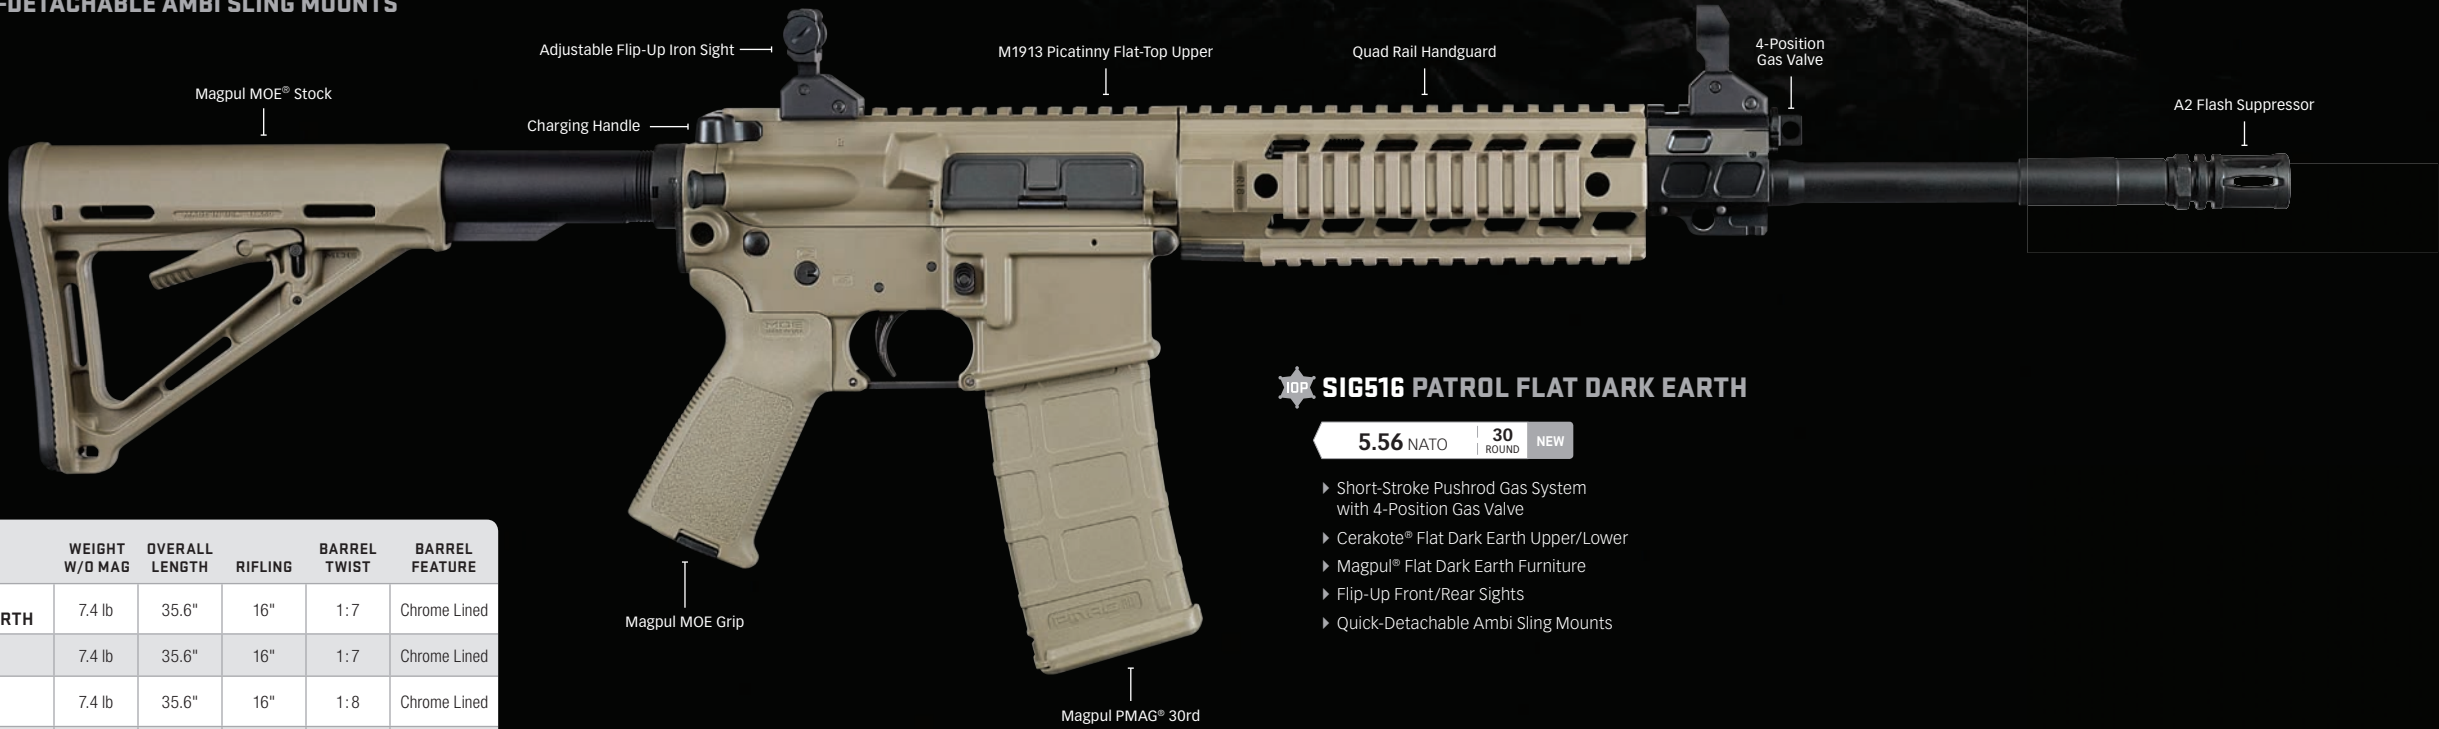 -DETACHABLE AMBI SLING MOUNTS
Adjustable Flip-Up Iron Sight
M1913 Picatinny Flat-Top Upper
Quad Rail Handguard
4-Position
Gas Valve
Magpul MOE® Stock
A2 Flash Suppressor
Charging Handle
MOE
MOE
IOP SIG516 PATROL FLAT DARK EARTH
5.56 NATO 30 ROUND NEW
Short-Stroke Pushrod Gas System
with 4-Position Gas Valve
Cerakote® Flat Dark Earth Upper/Lower
Magpul® Flat Dark Earth Furniture
Flip-Up Front/Rear Sights
Quick-Detachable Ambi Sling Mounts
PMAG
Magpul MOE Grip
Magpul PMAG® 30rd
WEIGHT W/O MAG OVERALL LENGTH RIFLING BARREL TWIST BARREL FEATURE
RTH 7.4 lb 35.6" 16" 1:7 Chrome Lined
7.4 lb 35.6" 16" 1:7 Chrome Lined
7.4 lb 35.6" 16" 1:8 Chrome Lined